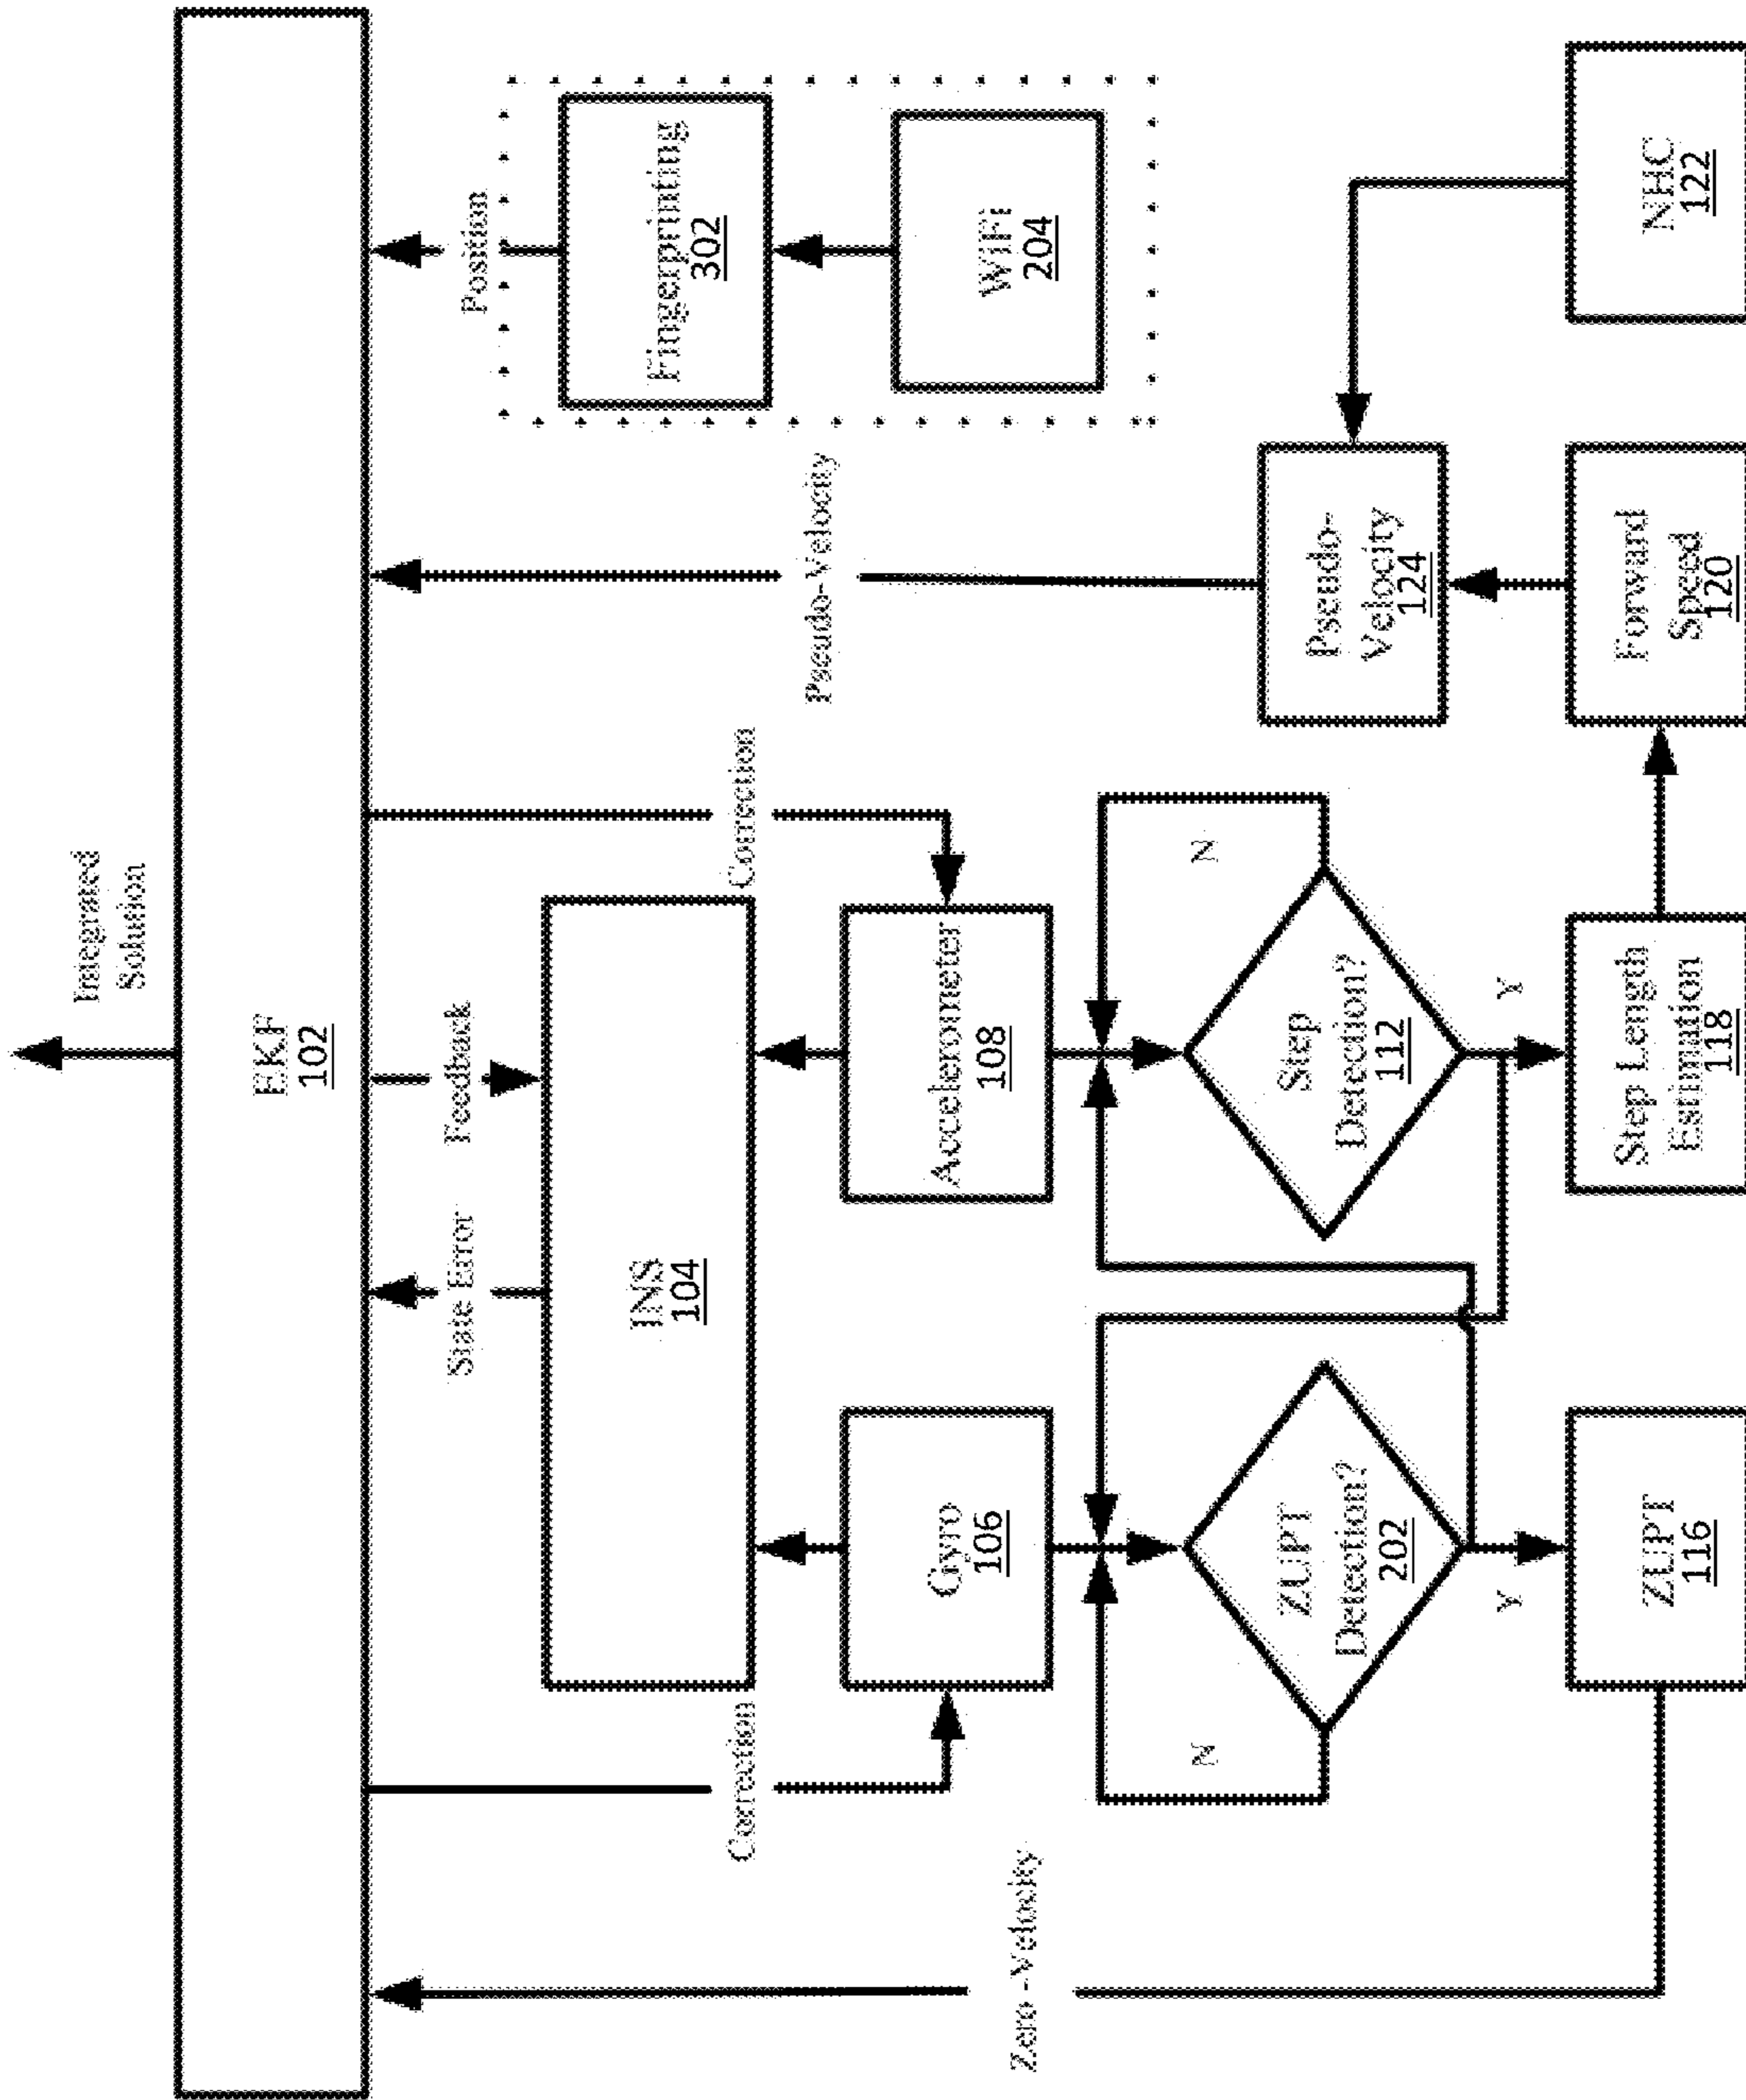 Integrated
Solution
EKF
102
State Error
Feedback
Position
INS
104
Fingerprinting
302
Correction
Correction
Pseudo-Velocity
Gyro
106
Accelerometer
108
WiFi
204
Zero -Velocity
N
N
ZUPT
Detection?
202
Step
Detection?
112
Pseudo-
Velocity
124
Y
Y
ZUPT
116
Step Length
Estimation
118
Forward
Speed
120
NHC
122